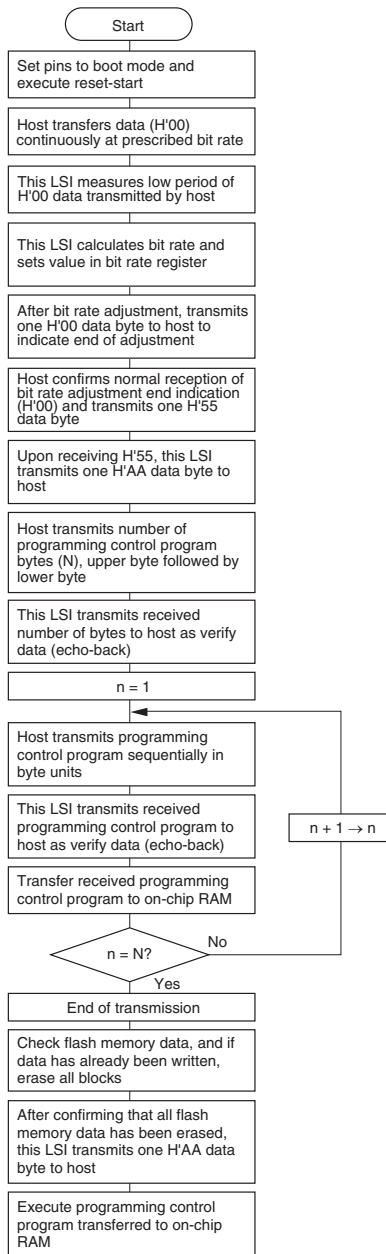 Start
Set pins to boot mode and
execute reset-start
Host transfers data (H'00)
continuously at prescribed bit rate
This LSI measures low period of
H'00 data transmitted by host
This LSI calculates bit rate and
sets value in bit rate register
After bit rate adjustment, transmits
one H'00 data byte to host to
indicate end of adjustment
Host confirms normal reception of
bit rate adjustment end indication
(H'00) and transmits one H'55
data byte
Upon receiving H'55, this LSI
transmits one H'AA data byte to
host
Host transmits number of
programming control program
bytes (N), upper byte followed by
lower byte
This LSI transmits received
number of bytes to host as verify
data (echo-back)
n = 1
Host transmits programming
control program sequentially in
byte units
This LSI transmits received
programming control program to
host as verify data (echo-back)
n + 1 → n
Transfer received programming
control program to on-chip RAM
n = N?
No
Yes
End of transmission
Check flash memory data, and if
data has already been written,
erase all blocks
After confirming that all flash
memory data has been erased,
this LSI transmits one H'AA data
byte to host
Execute programming control
program transferred to on-chip
RAM